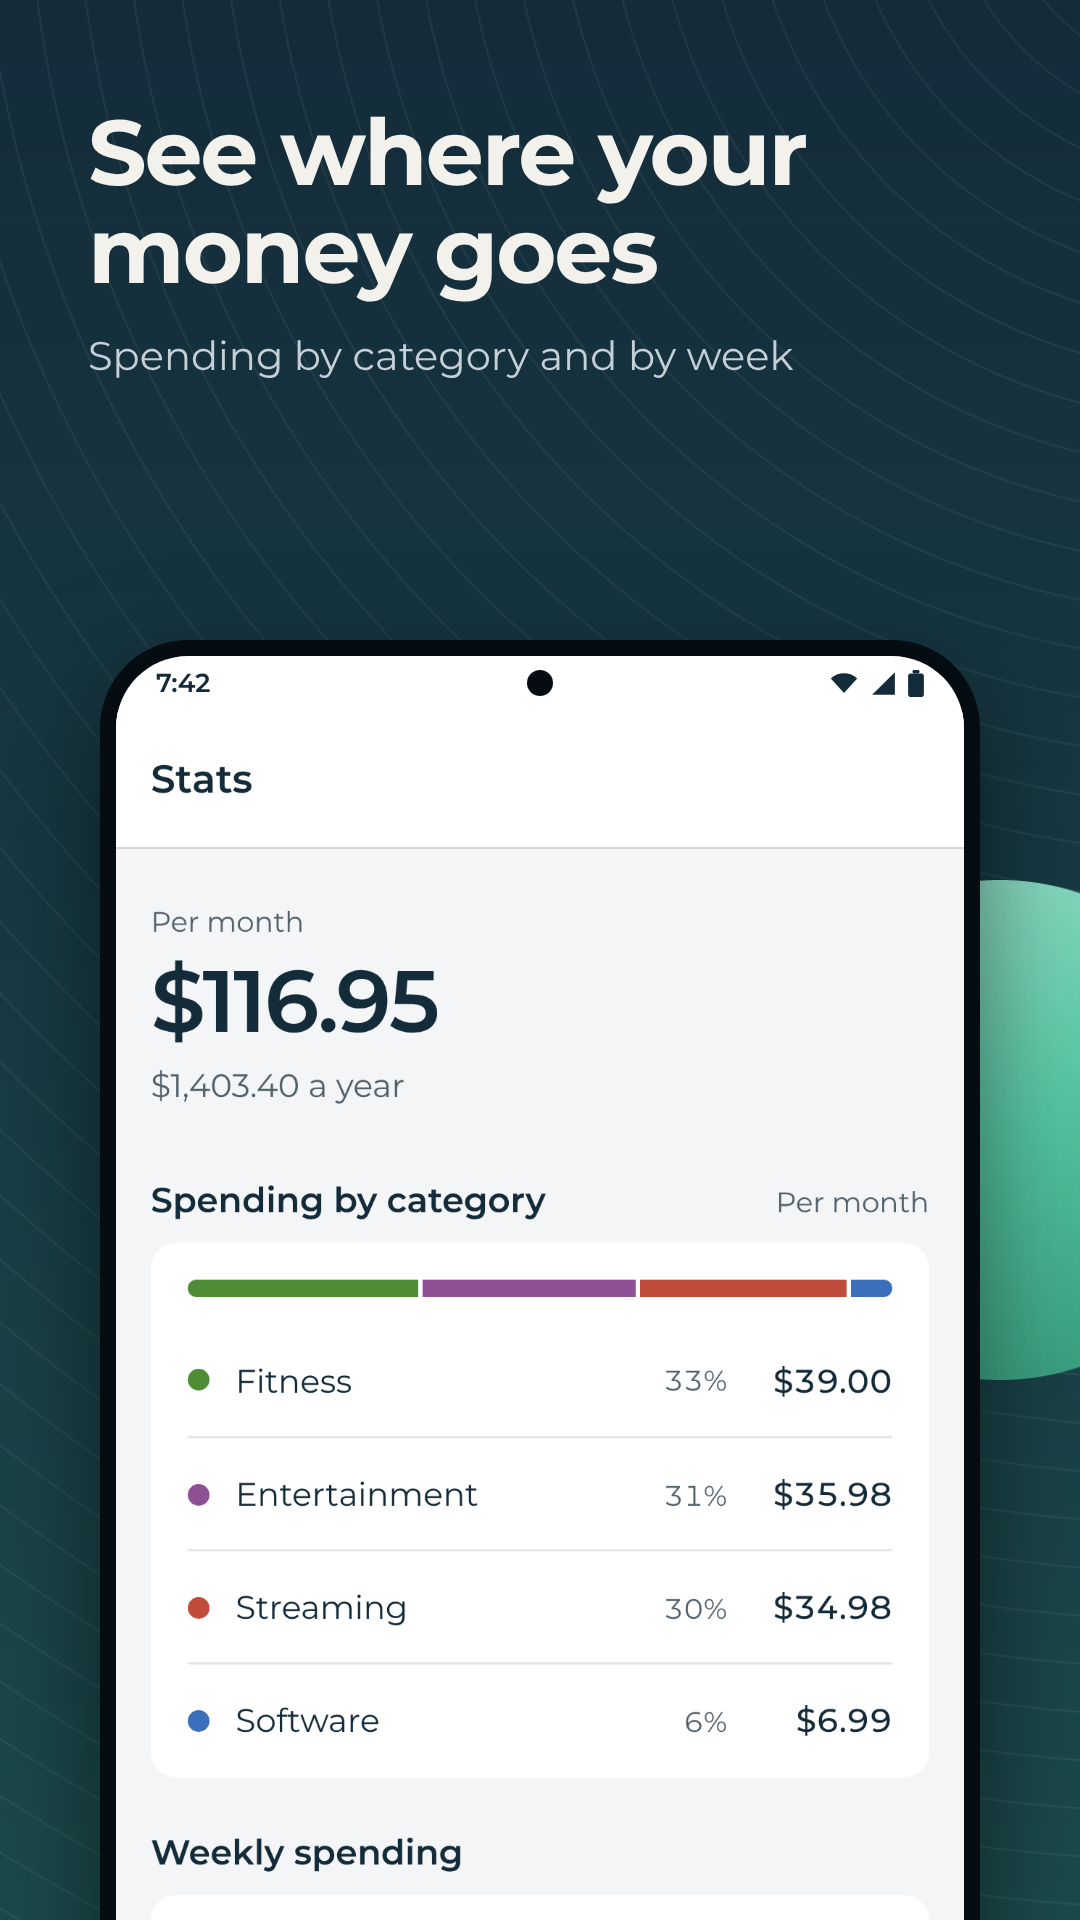 See where your
money goes
Spending by category and by week
7:42
Stats
Per month
$116.95
$1,403.40 a year
Spending by category Per month
Fitness 33% $39.00
Entertainment 31% $35.98
Streaming 30% $34.98
Software 6% $6.99
Weekly spending